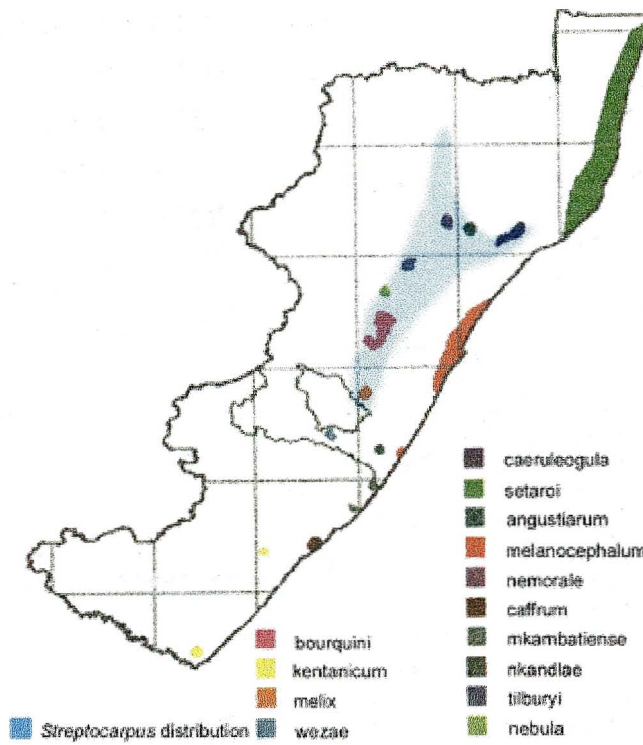 caeruleogula
setaroi
angustiarum
melanocephalum
nemorale
caffrum
mkambatiense
nkandlae
tilburyi
nebula
bourquini
kentanicum
melix
wezae
Streptocarpus distribution